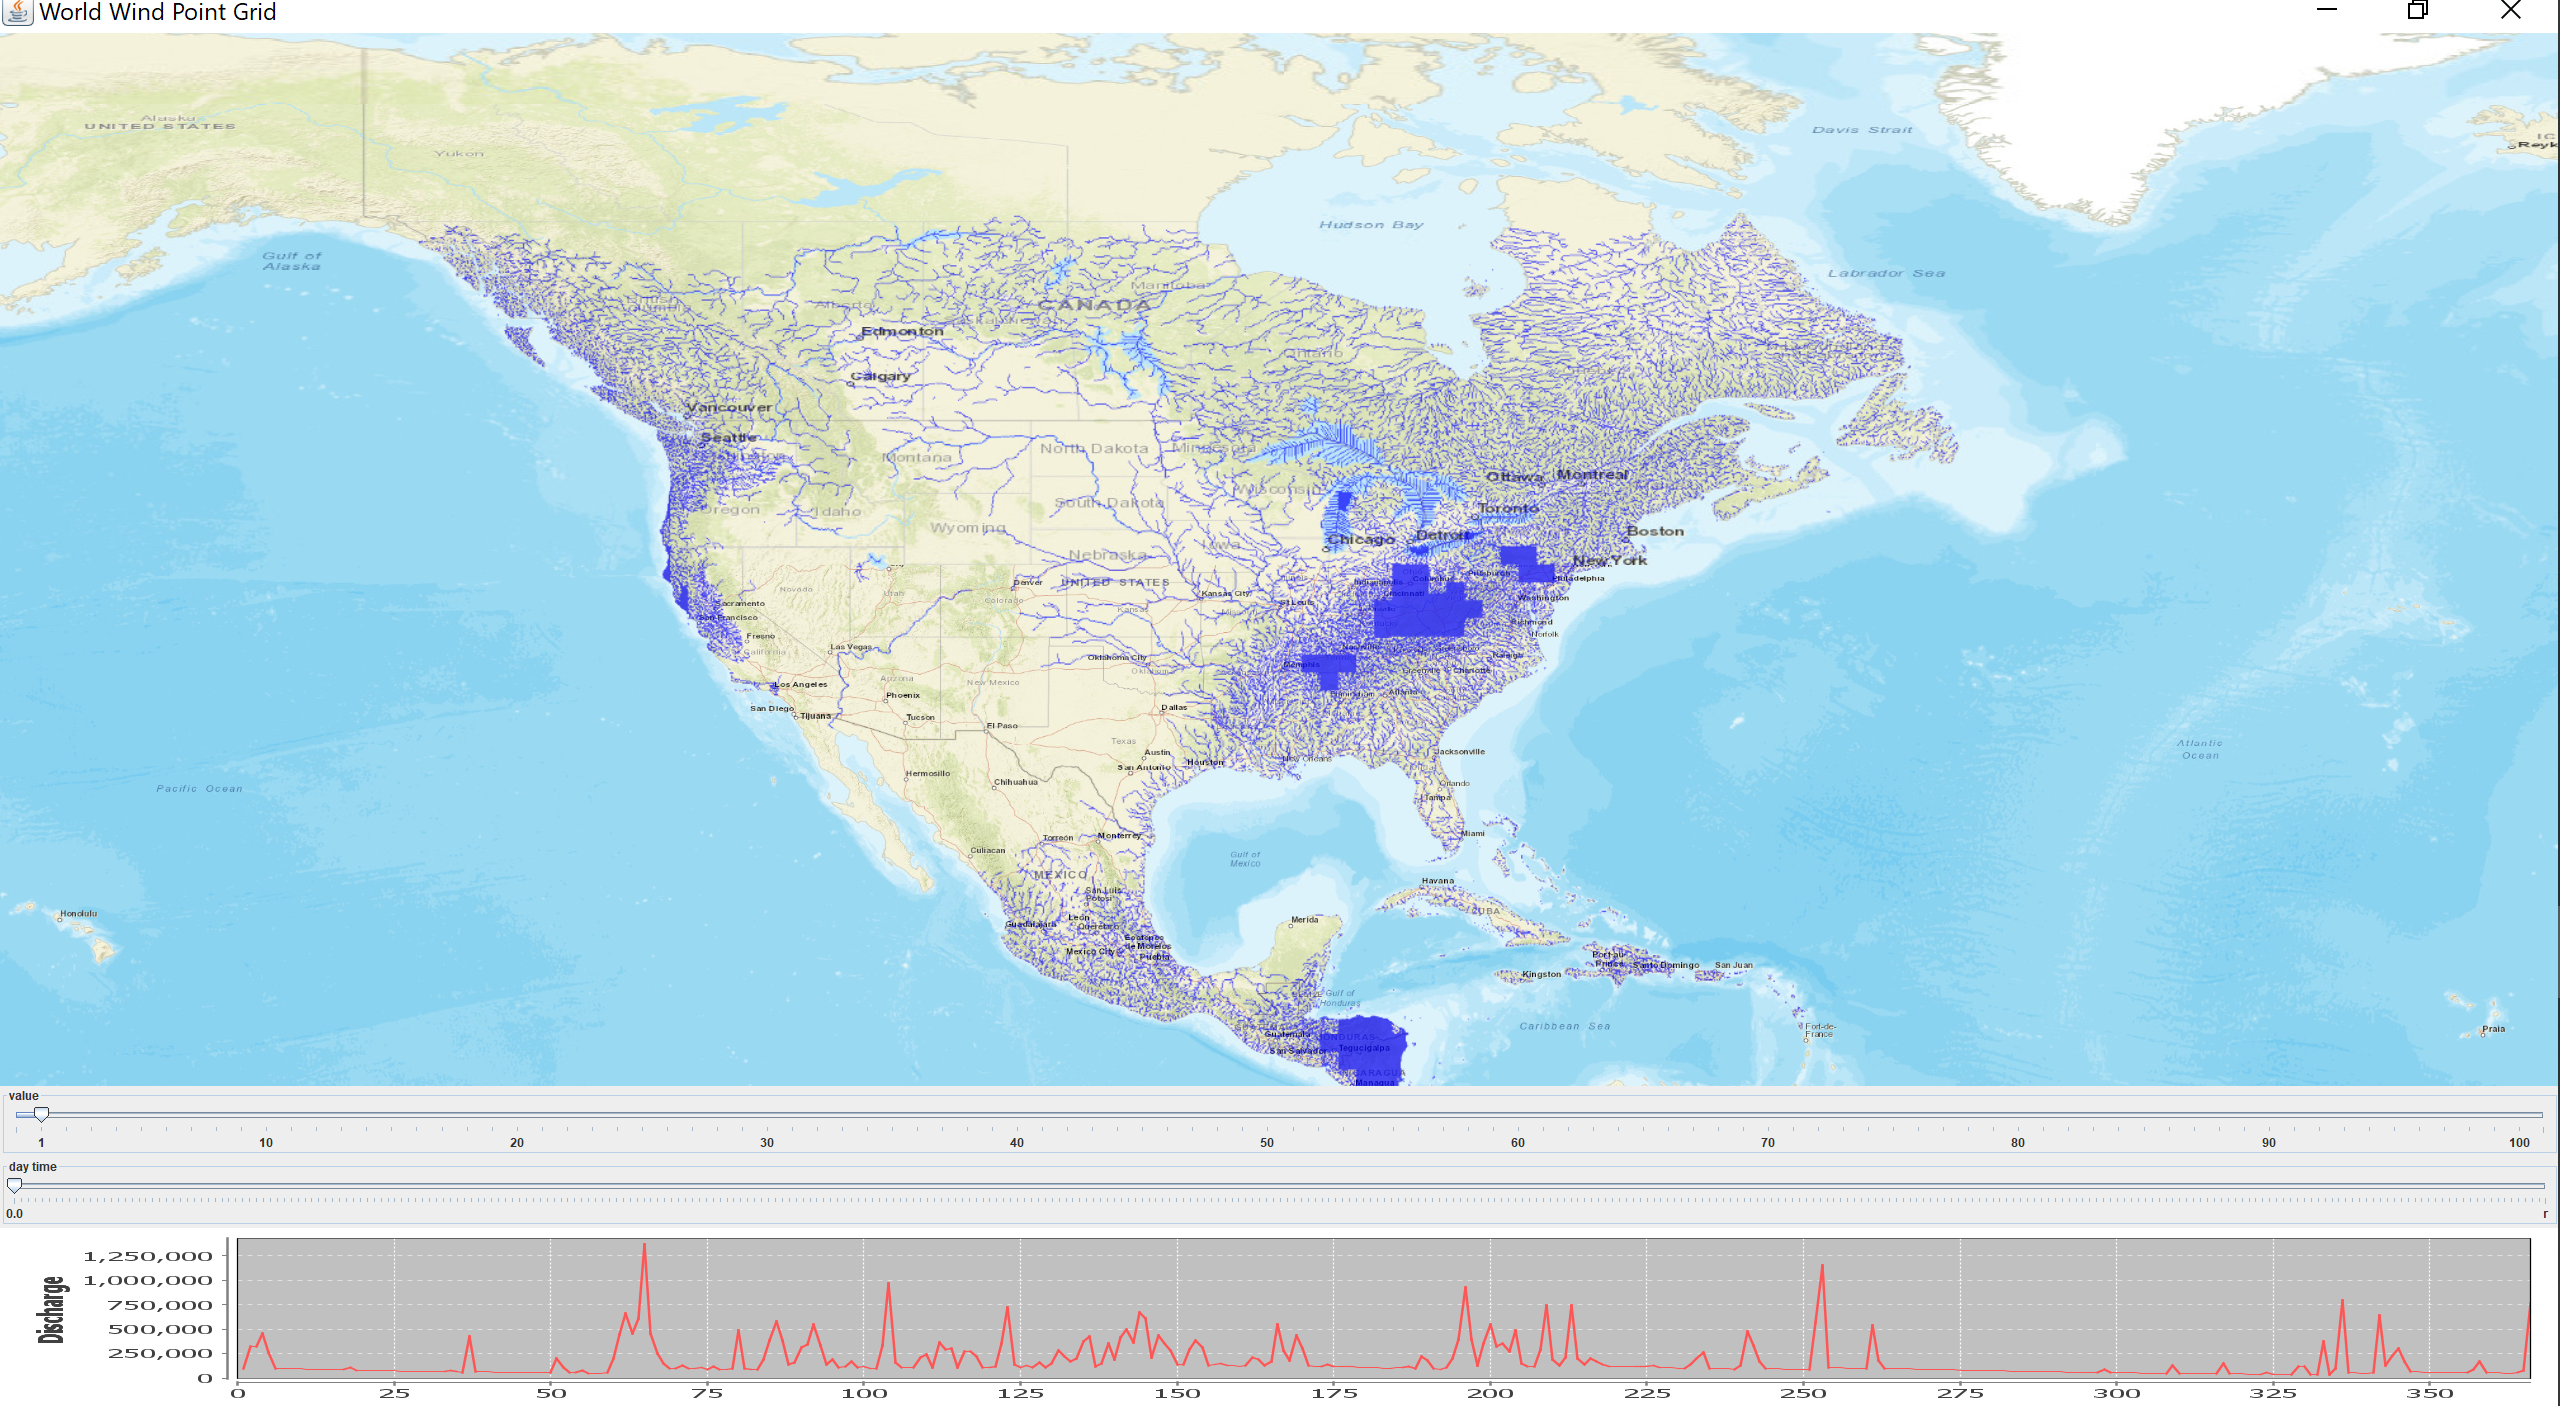 World Wind Point Grid
Alaska
UNITED STATES
Yukon
Davis Strait
Reyk
Hudson Bay
Gulf of
Alaska
Labrador Sea
Manitoba
CANADA
Alberta
Edmonton
Ontario
Calgary
Vancouver
Seattle
North Dakota
Montana
Ottawa
Montreal
Wisconsin
South Dakota
Oregon
Idaho
Toronto
Wyoming
Boston
Chicago
Detroit
Iowa
Nebraska
New York
Denver
UNITED STATES
Indianapolis
Columbus
Pittsburgh
Philadelphia
Nevada
Utah
Colorado
Kansas City
Cincinnati
Washington
Sacramento
St Louis
Kansas
San Francisco
Richmond
Fresno
Norfolk
California
Las Vegas
Nashville
Oklahoma City
Memphis
Raleigh
Oklahoma
Greenville
Charlotte
Arizona
New Mexico
Los Angeles
Phoenix
Birmingham
Atlanta
San Diego
Tijuana
Dallas
Tucson
El Paso
Texas
Austin
Jacksonville
New Orleans
San Antonio
Houston
Hermosillo
Chihuahua
Orlando
Atlantic
Ocean
Pacific Ocean
Tampa
Torreón
Monterrey
Miami
Culiacan
Gulf of
Mexico
MEXICO
Havana
San Luis
Potosi
CUBA
Honolulu
León
Merida
Guadalajara
Queretaro
Ecatepec
de Morelos
Mexico City
Puebla
Port-au
Prince
Santo Domingo
San Juan
Kingston
Gulf of
Honduras
Caribbean Sea
Fort-de-
France
Praia
Guatemala
HONDURAS
San Salvador
Tegucigalpa
NICARAGUA
Managua
value
1 10 20 30 40 50 60 70 80 90 100
day time
0.0 r
Discharge
1,250,000
1,000,000
750,000
500,000
250,000
0
0 25 50 75 100 125 150 175 200 225 250 275 300 325 350